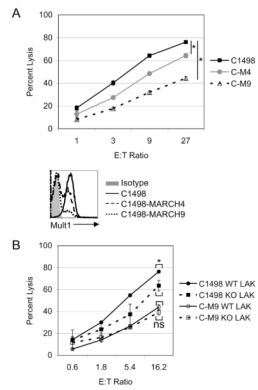 A
100
80
60
40
20
0
Percent Lysis
C1498
C-M4
C-M9
*
*
1 3 9 27
E:T Ratio
Mult1
Isotype
C1498
C1498-MARCH4
C1498-MARCH9
B
100
80
60
40
20
0
Percent Lysis
*
ns
C1498 WT LAK
C1498 KO LAK
C-M9 WT LAK
C-M9 KO LAK
0.6 1.8 5.4 16.2
E:T Ratio